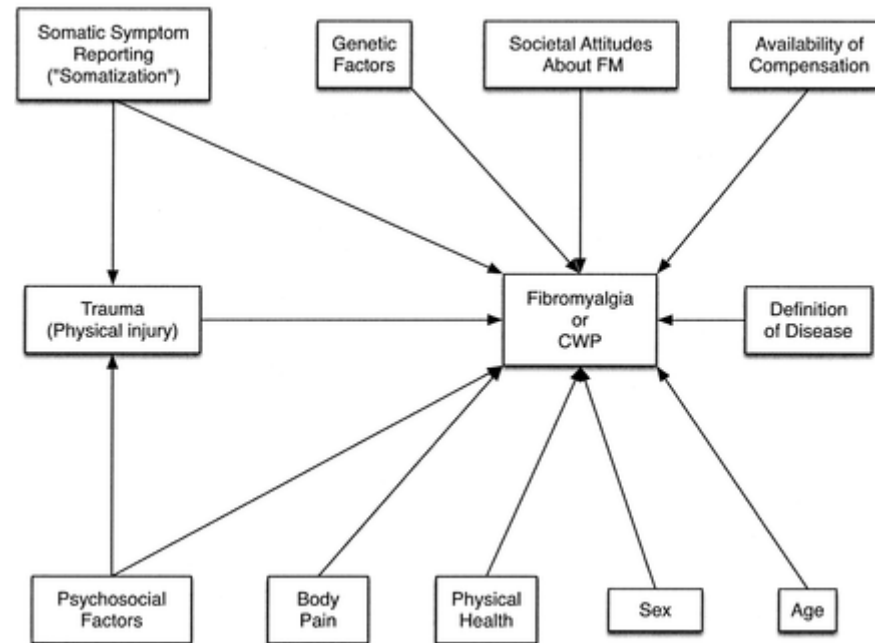 Somatic Symptom
Reporting
("Somatization")
Genetic
Factors
Societal Attitudes
About FM
Availability of
Compensation
Trauma
(Physical injury)
Fibromyalgia
or
CWP
Definition
of Disease
Psychosocial
Factors
Body
Pain
Physical
Health
Sex
Age